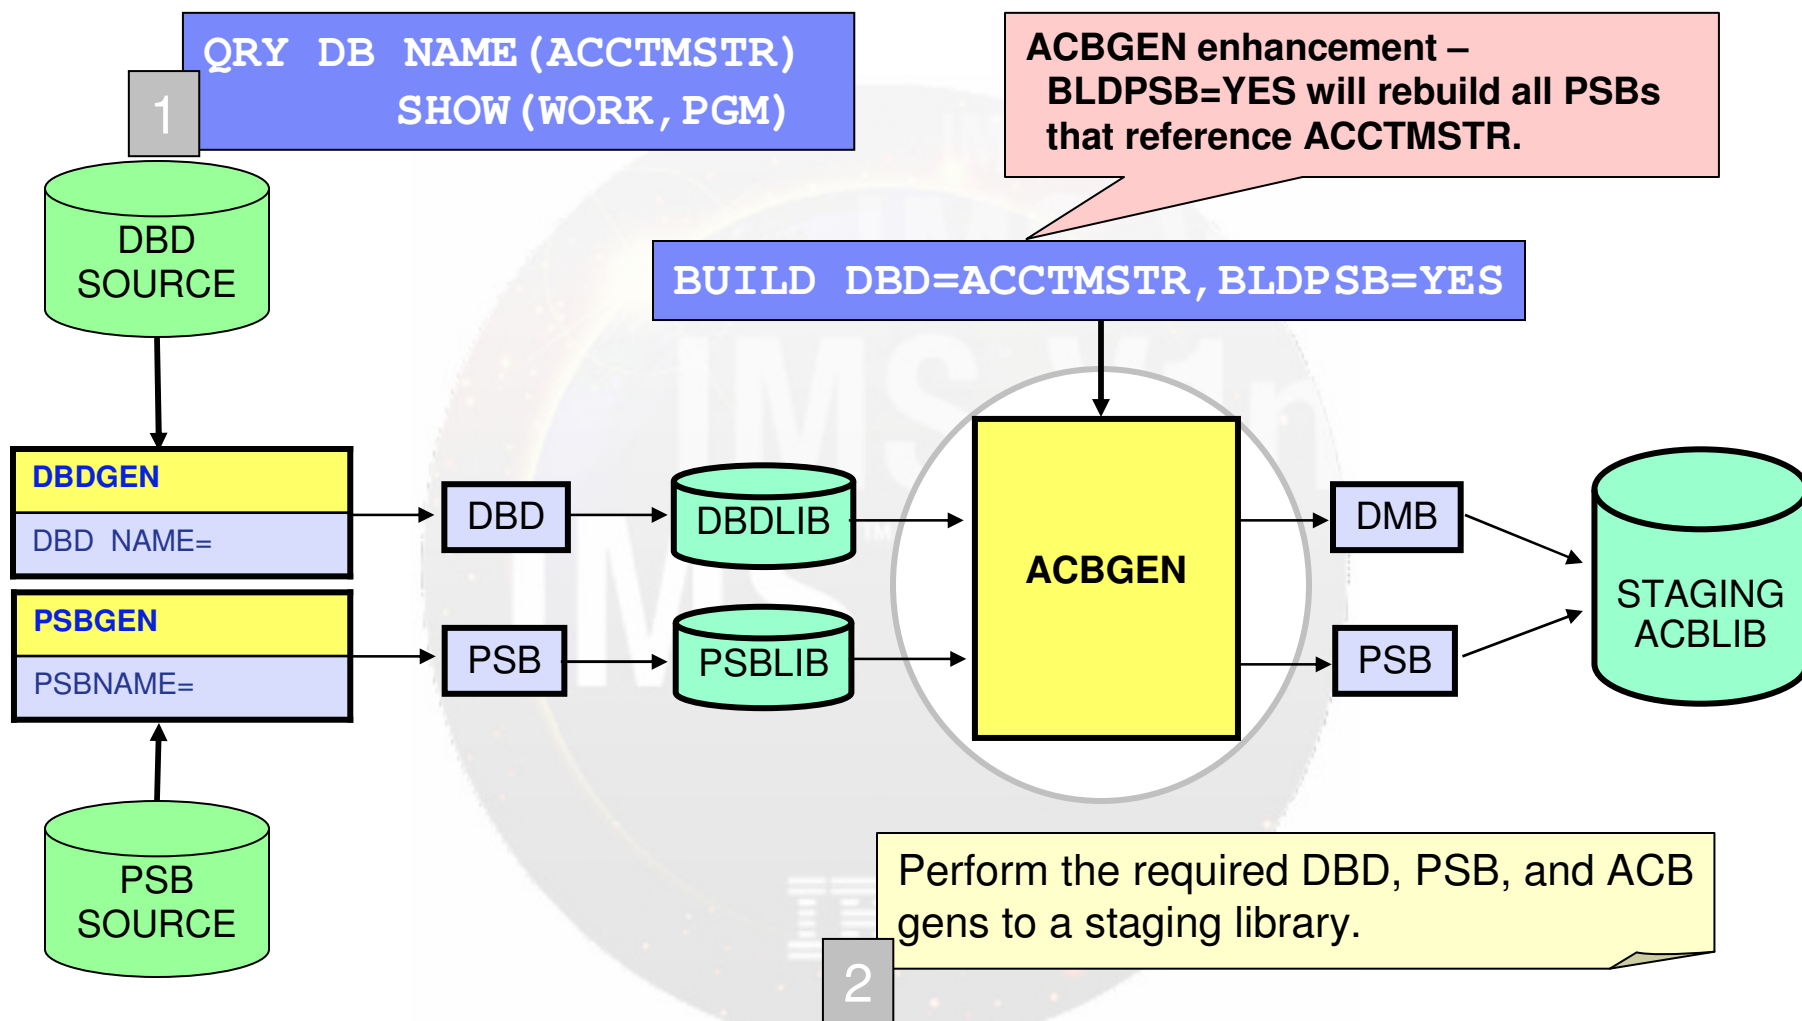 QRY DB NAME(ACCTMSTR)
SHOW(WORK,PGM)
1
ACBGEN enhancement –
BLDPSB=YES will rebuild all PSBs
that reference ACCTMSTR.
DBD
SOURCE
BUILD DBD=ACCTMSTR,BLDPSB=YES
DBDGEN
DBD NAME=
DBD
DBDLIB
ACBGEN
DMB
STAGING
ACBLIB
PSBGEN
PSBNAME=
PSB
PSBLIB
PSB
PSB
SOURCE
Perform the required DBD, PSB, and ACB
gens to a staging library.
2